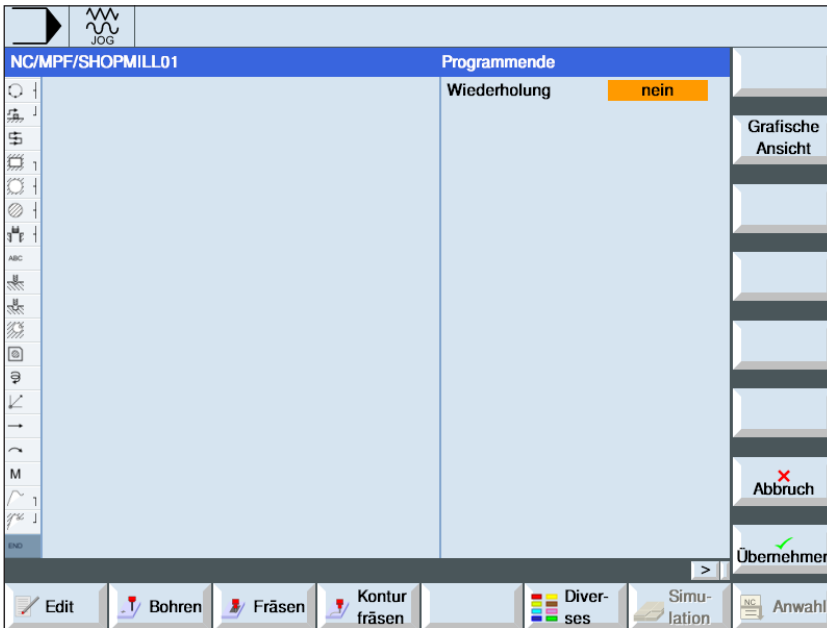 JOG
NC/MPF/SHOPMILL01
Programmende
Wiederholung
nein
Grafische
Ansicht
ABC
M
END
Abbruch
Übernehmen
>
Edit
Bohren
Fräsen
Kontur
fräsen
Diver-
ses
Simu-
lation
NC
Anwahl